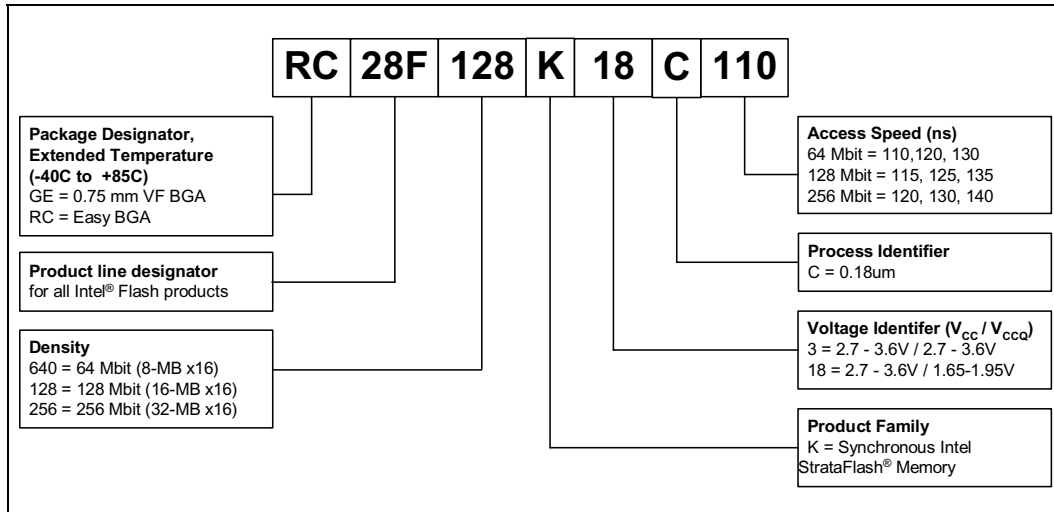 RC 28F 128 K 18 C 110
Package Designator,
Extended Temperature
(-40C to +85C)
GE = 0.75 mm VF BGA
RC = Easy BGA
Product line designator
for all Intel® Flash products
Density
640 = 64 Mbit (8-MB x16)
128 = 128 Mbit (16-MB x16)
256 = 256 Mbit (32-MB x16)
Access Speed (ns)
64 Mbit = 110,120, 130
128 Mbit = 115, 125, 135
256 Mbit = 120, 130, 140
Process Identifier
C = 0.18um
Voltage Identifer (VCC / VCCQ)
3 = 2.7 - 3.6V / 2.7 - 3.6V
18 = 2.7 - 3.6V / 1.65-1.95V
Product Family
K = Synchronous Intel
StrataFlash® Memory